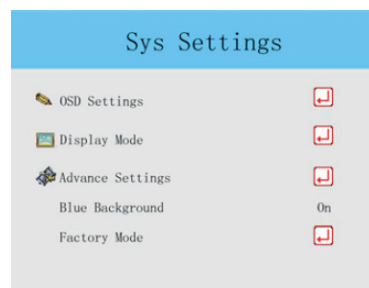 Sys Settings
OSD Settings
Display Mode
Advance Settings
Blue Background On
Factory Mode